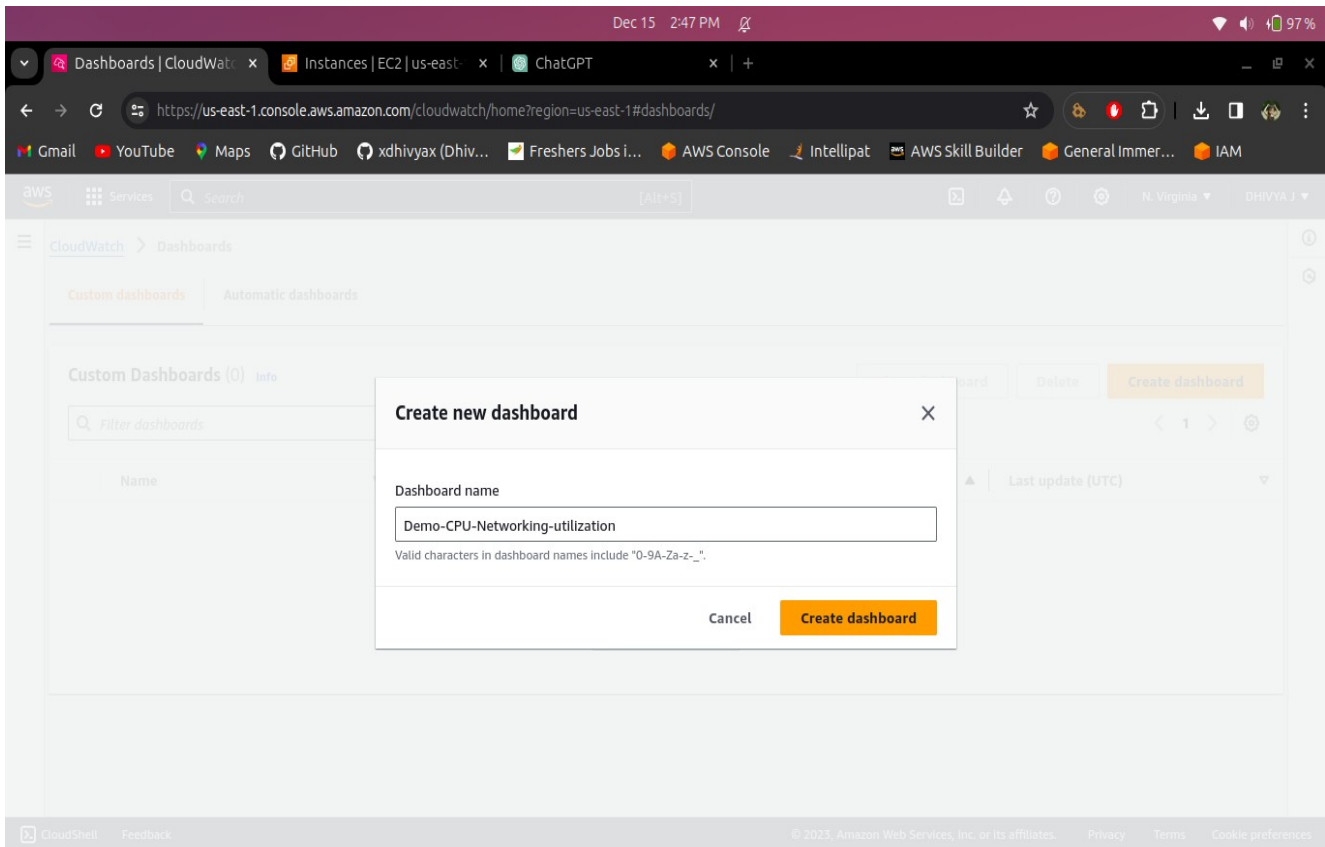 Dec 15 2:47 PM 97 %
Dashboards | CloudWatc Instances | EC2 | us-east- ChatGPT
https://us-east-1.console.aws.amazon.com/cloudwatch/home?region=us-east-1#dashboards/
Gmail YouTube Maps GitHub xdhivyax (Dhiv... Freshers Jobs i... AWS Console Intellipat AWS Skill Builder General Immer... IAM
aws Services Search [Alt+S] N. Virginia DHIVYA J
CloudWatch > Dashboards
Custom dashboards Automatic dashboards
Custom Dashboards (0) Info Delete Create dashboard
Filter dashboards 1
Name Last update (UTC)
Create new dashboard
Dashboard name
Demo-CPU-Networking-utilization
Valid characters in dashboard names include "0-9A-Za-z-_".
Cancel Create dashboard
CloudShell Feedback © 2023, Amazon Web Services, Inc. or its affiliates. Privacy Terms Cookie preferences